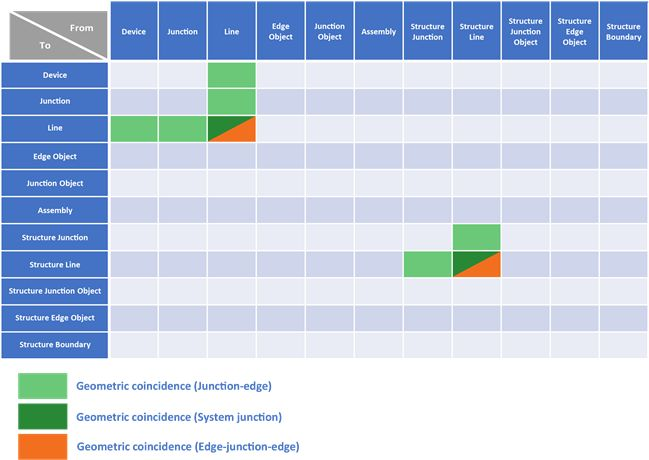 From
To
Device
Junction
Line
Edge
Object
Junction
Object
Assembly
Structure
Junction
Structure
Line
Structure
Junction
Object
Structure
Edge
Object
Structure
Boundary
Device
Junction
Line
Edge Object
Junction Object
Assembly
Structure Junction
Structure Line
Structure Junction Object
Structure Edge Object
Structure Boundary
Geometric coincidence (Junction-edge)
Geometric coincidence (System junction)
Geometric coincidence (Edge-junction-edge)